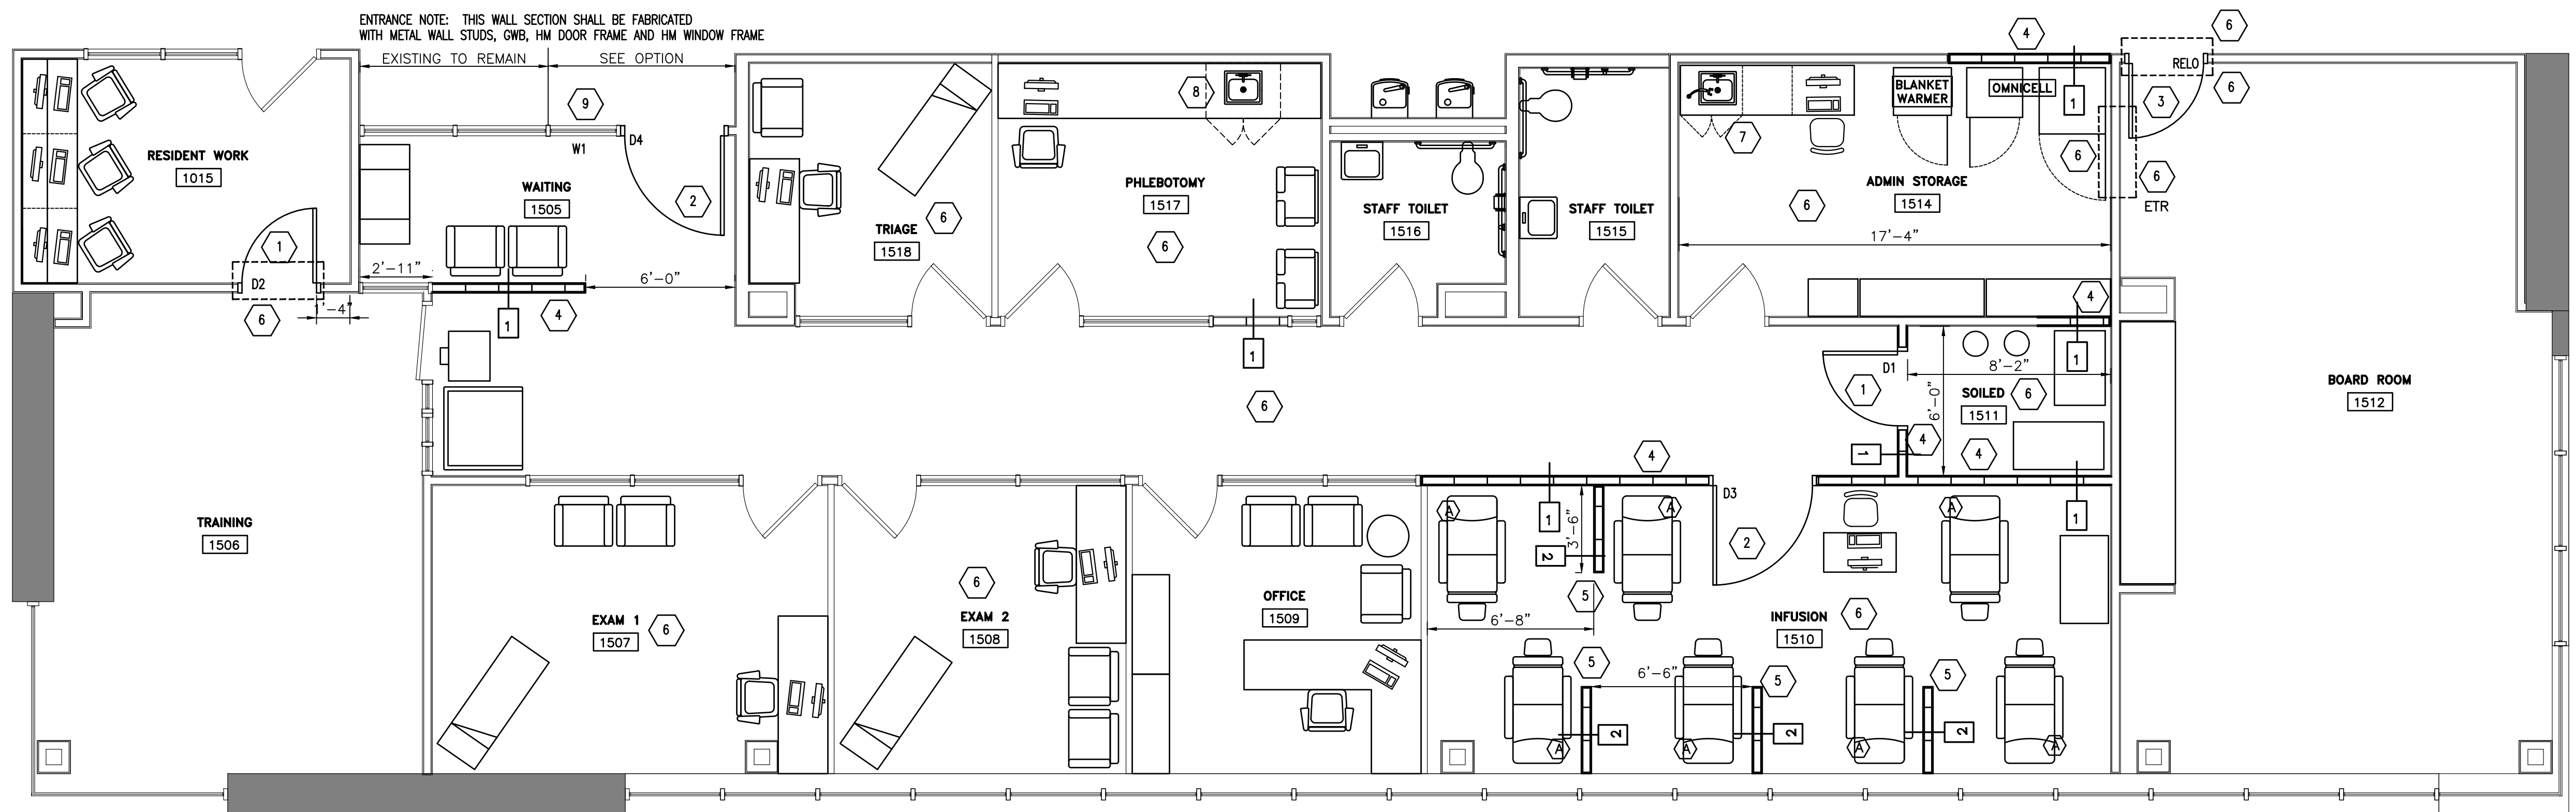 ENTRANCE NOTE: THIS WALL SECTION SHALL BE FABRICATED
WITH METAL WALL STUDS, GWB, HM DOOR FRAME AND HM WINDOW FRAME
EXISTING TO REMAIN
SEE OPTION
9
D4
W1
RESIDENT WORK
1015
1
D2
6
1'-4"
WAITING
1505
2
2'-11"
6'-0"
1
4
TRIAGE
1518
6
8
PHLEBOTOMY
1517
6
1
STAFF TOILET
1516
STAFF TOILET
1515
7
BLANKET
WARMER
OMNICELL
4
1
6
ADMIN STORAGE
1514
6
17'-4"
4
RELO
6
6
3
6
ETR
6
D1
1
8'-2"
6'-0"
SOILED
1511
6
1
4
4
1
1
BOARD ROOM
1512
TRAINING
1506
EXAM 1
1507
6
6
EXAM 2
1508
OFFICE
1509
4
D3
2
A
1
3'-6"
2
A
A
5
6'-8"
INFUSION
1510
6
5
6'-6"
5
5
A
2
A
2
A
2
A